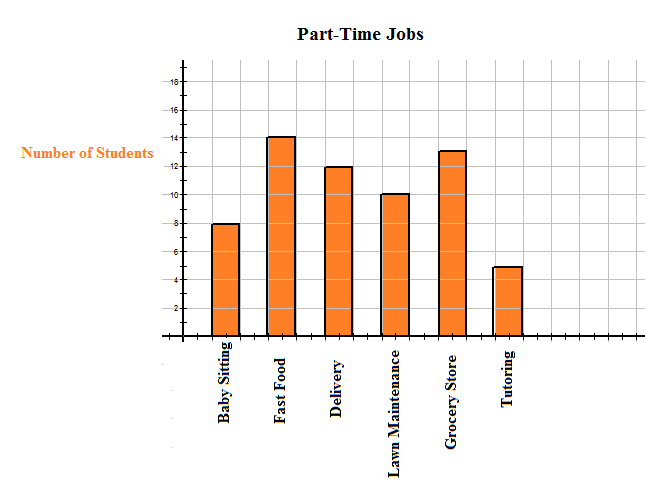 Part-Time Jobs
Number of Students
18
16
14
12
10
8
6
4
2
Baby Sitting
Fast Food
Delivery
Lawn Maintenance
Grocery Store
Tutoring